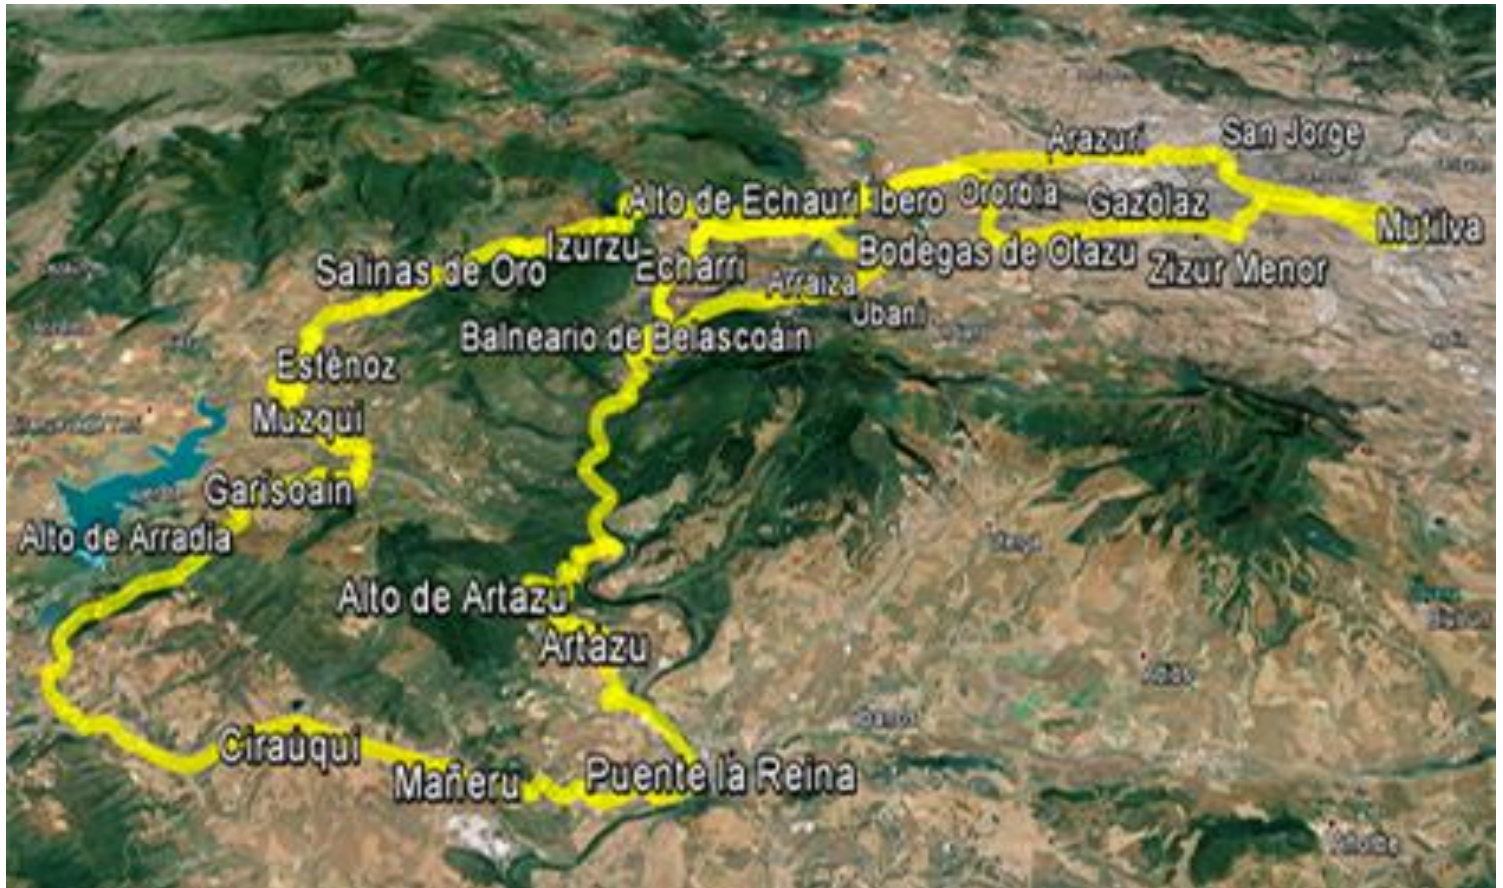 Arazuri
San Jorge
Alto de Echauri
Ibero
Ororbia
Gazólaz
Mutilva
Izurzu
Echarri
Bodegas de Otazu
Zizur Menor
Salinas de Oro
Arraiza
Ubani
Balneario de Belascoáin
Esténoz
Muzqui
Garisoain
Alto de Arradia
Alto de Artazu
Artazu
Adios
Cirauqui
Mañeru
Puente la Reina